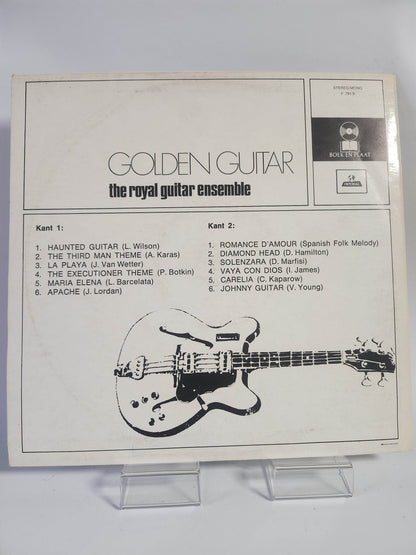 STEREO/MONO
BOEK EN PLAAT
IMPERIAL
GOLDEN GUITAR
the royal guitar ensemble
Kant 1:
1. HAUNTED GUITAR (L. Wilson)
2. THE THIRD MAN THEME (A. Karas)
3. LA PLAYA (J. Van Wetter)
4. THE EXECUTIONER THEME (P. Botkin)
5. MARIA ELENA (L. Barcelata)
6. APACHE (J. Lordan)
Kant 2:
1. ROMANCE D'AMOUR (Spanish Folk Melody)
2. DIAMOND HEAD (D. Hamilton)
3. SOLENZARA (D. Marfisi)
4. VAYA CON DIOS (I. James)
5. CARELIA (C. Kaparow)
6. JOHNNY GUITAR (V. Young)